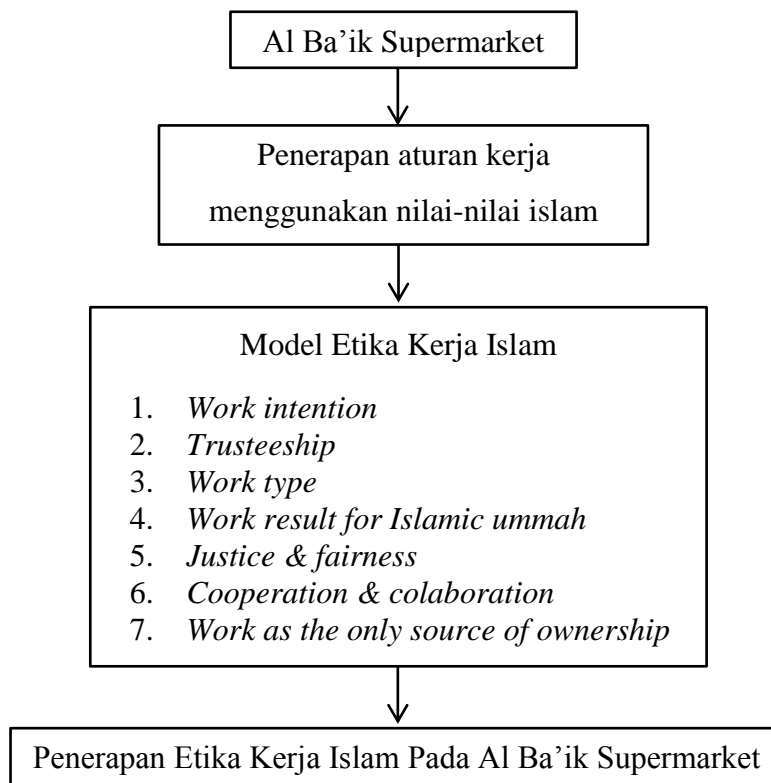 Al Ba’ik Supermarket
Penerapan aturan kerja
menggunakan nilai-nilai islam
Model Etika Kerja Islam
1. Work intention
2. Trusteeship
3. Work type
4. Work result for Islamic ummah
5. Justice & fairness
6. Cooperation & colaboration
7. Work as the only source of ownership
Penerapan Etika Kerja Islam Pada Al Ba’ik Supermarket